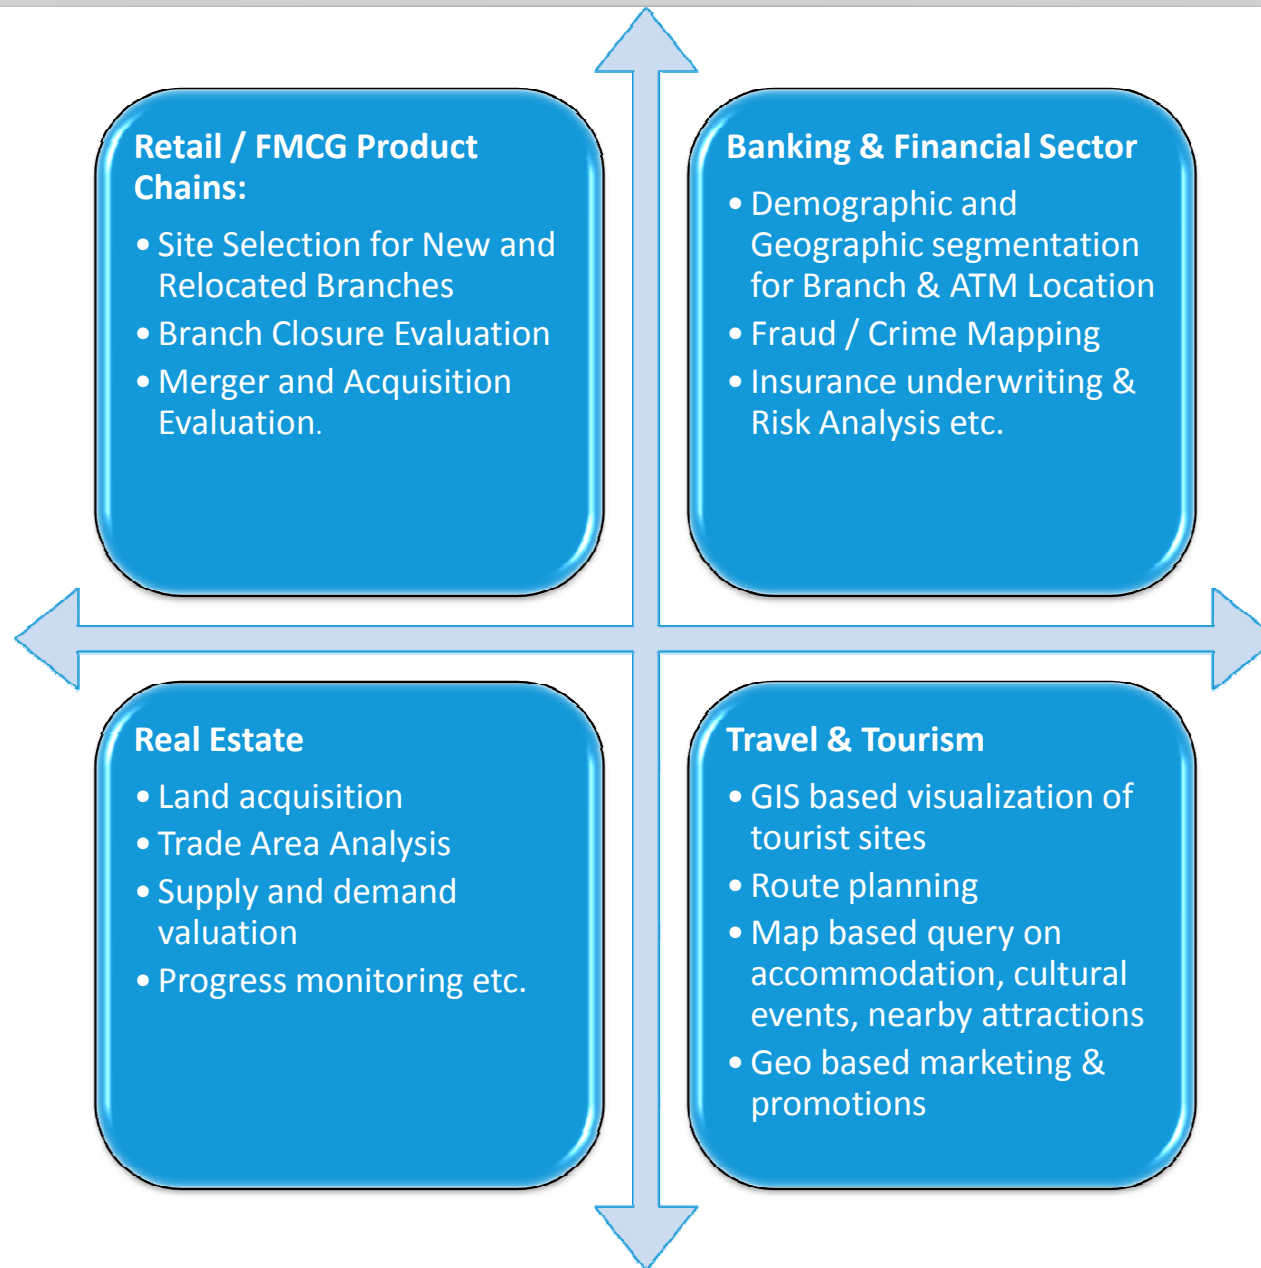 Retail / FMCG Product
Chains:
• Site Selection for New and
Relocated Branches
• Branch Closure Evaluation
• Merger and Acquisition
Evaluation.
Banking & Financial Sector
• Demographic and
Geographic segmentation
for Branch & ATM Location
• Fraud / Crime Mapping
• Insurance underwriting &
Risk Analysis etc.
Real Estate
• Land acquisition
• Trade Area Analysis
• Supply and demand
valuation
• Progress monitoring etc.
Travel & Tourism
• GIS based visualization of
tourist sites
• Route planning
• Map based query on
accommodation, cultural
events, nearby attractions
• Geo based marketing &
promotions